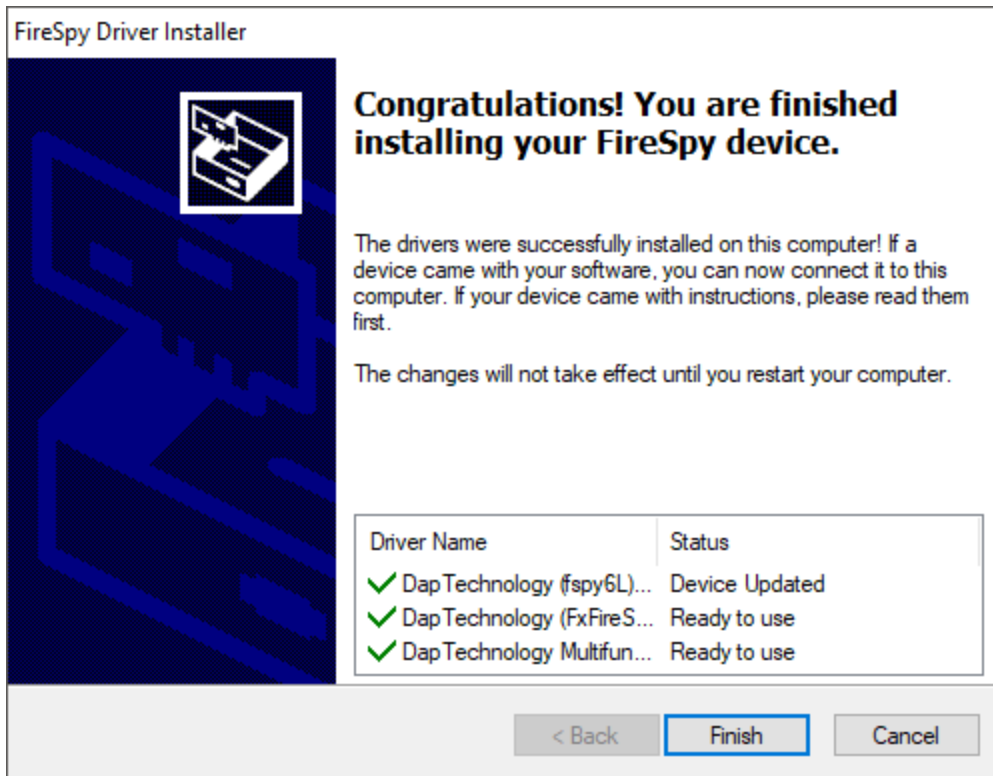 FireSpy Driver Installer
Congratulations! You are finished
installing your FireSpy device.
The drivers were successfully installed on this computer! If a
device came with your software, you can now connect it to this
computer. If your device came with instructions, please read them
first.
The changes will not take effect until you restart your computer.
Driver Name Status
DapTechnology (fspy6L)... Device Updated
DapTechnology (FxFireS... Ready to use
DapTechnology Multifun... Ready to use
< Back Finish Cancel